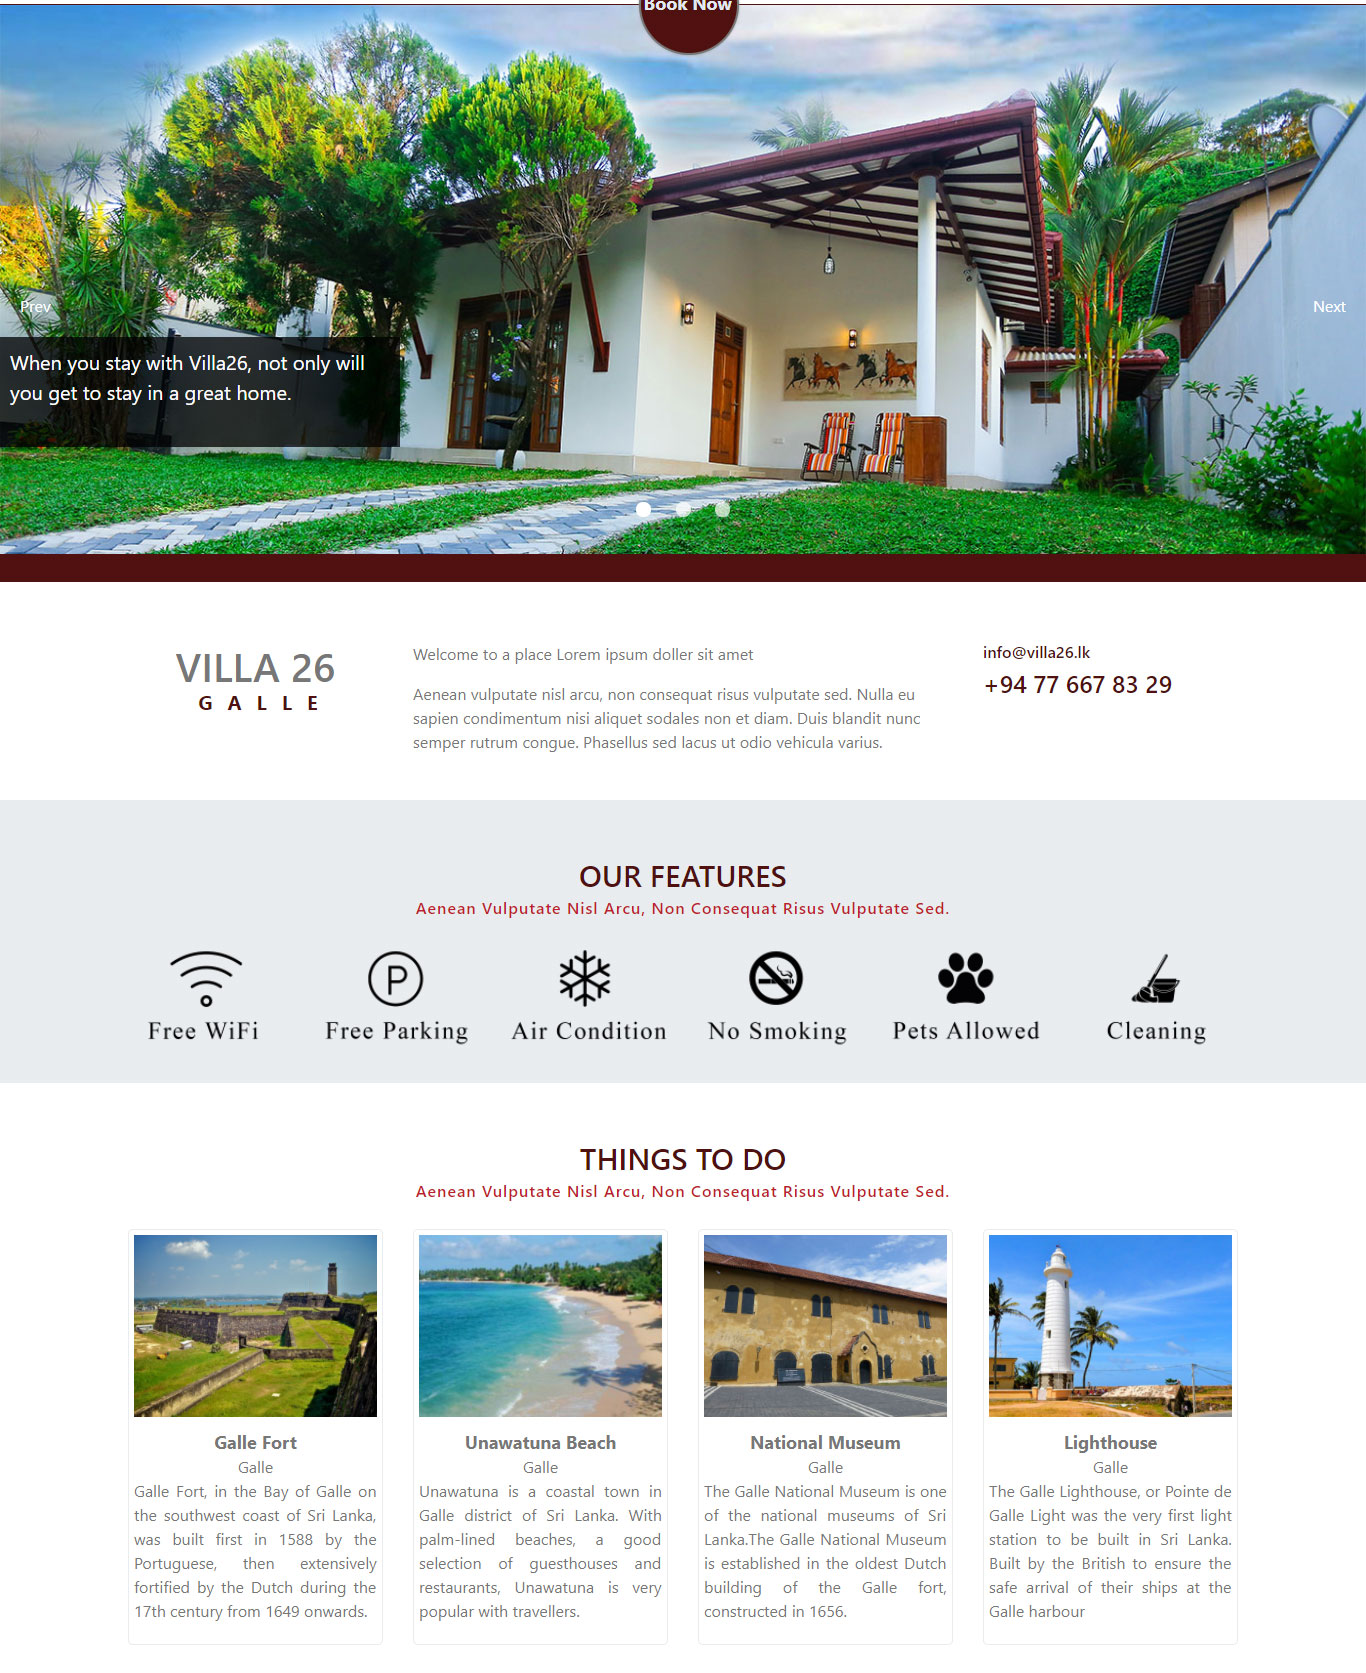 Book Now
Prev
Next
When you stay with Villa26, not only will
you get to stay in a great home.
VILLA 26
GALLE
Welcome to a place Lorem ipsum doller sit amet
Aenean vulputate nisl arcu, non consequat risus vulputate sed. Nulla eu
sapien condimentum nisi aliquet sodales non et diam. Duis blandit nunc
semper rutrum congue. Phasellus sed lacus ut odio vehicula varius.
info@villa26.lk
+94 77 667 83 29
OUR FEATURES
Aenean Vulputate Nisl Arcu, Non Consequat Risus Vulputate Sed.
P
Free WiFi
Free Parking
Air Condition
No Smoking
Pets Allowed
Cleaning
THINGS TO DO
Aenean Vulputate Nisl Arcu, Non Consequat Risus Vulputate Sed.
Galle Fort
Galle
Galle Fort, in the Bay of Galle on
the southwest coast of Sri Lanka,
was built first in 1588 by the
Portuguese, then extensively
fortified by the Dutch during the
17th century from 1649 onwards.
Unawatuna Beach
Galle
Unawatuna is a coastal town in
Galle district of Sri Lanka. With
palm-lined beaches, a good
selection of guesthouses and
restaurants, Unawatuna is very
popular with travellers.
National Museum
Galle
The Galle National Museum is one
of the national museums of Sri
Lanka.The Galle National Museum
is established in the oldest Dutch
building of the Galle fort,
constructed in 1656.
Lighthouse
Galle
The Galle Lighthouse, or Pointe de
Galle Light was the very first light
station to be built in Sri Lanka.
Built by the British to ensure the
safe arrival of their ships at the
Galle harbour